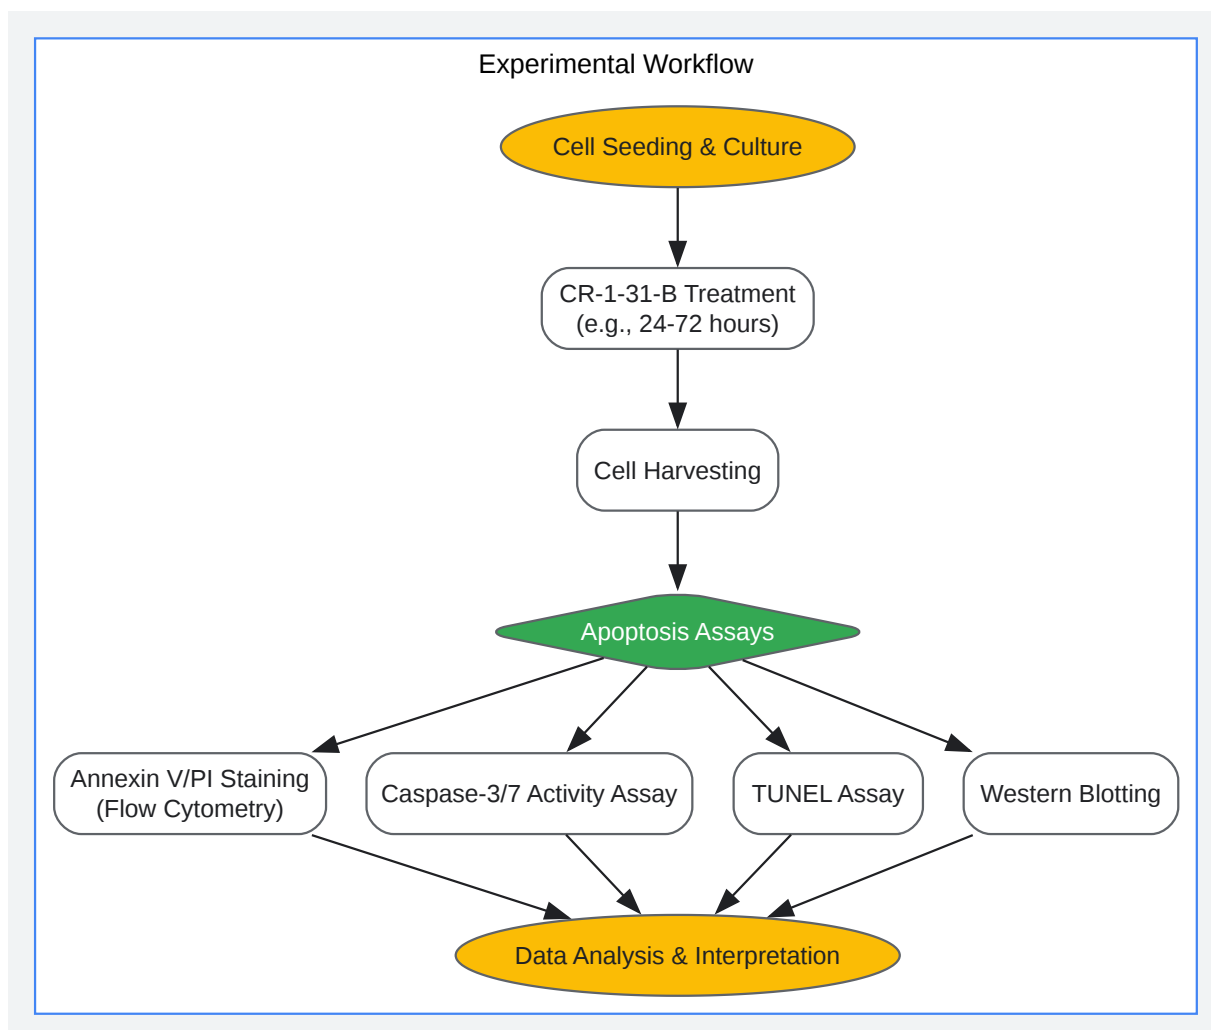 Experimental Workflow
Cell Seeding & Culture
CR-1-31-B Treatment
(e.g., 24-72 hours)
Cell Harvesting
Apoptosis Assays
Annexin V/PI Staining
(Flow Cytometry)
Caspase-3/7 Activity Assay
TUNEL Assay
Western Blotting
Data Analysis & Interpretation